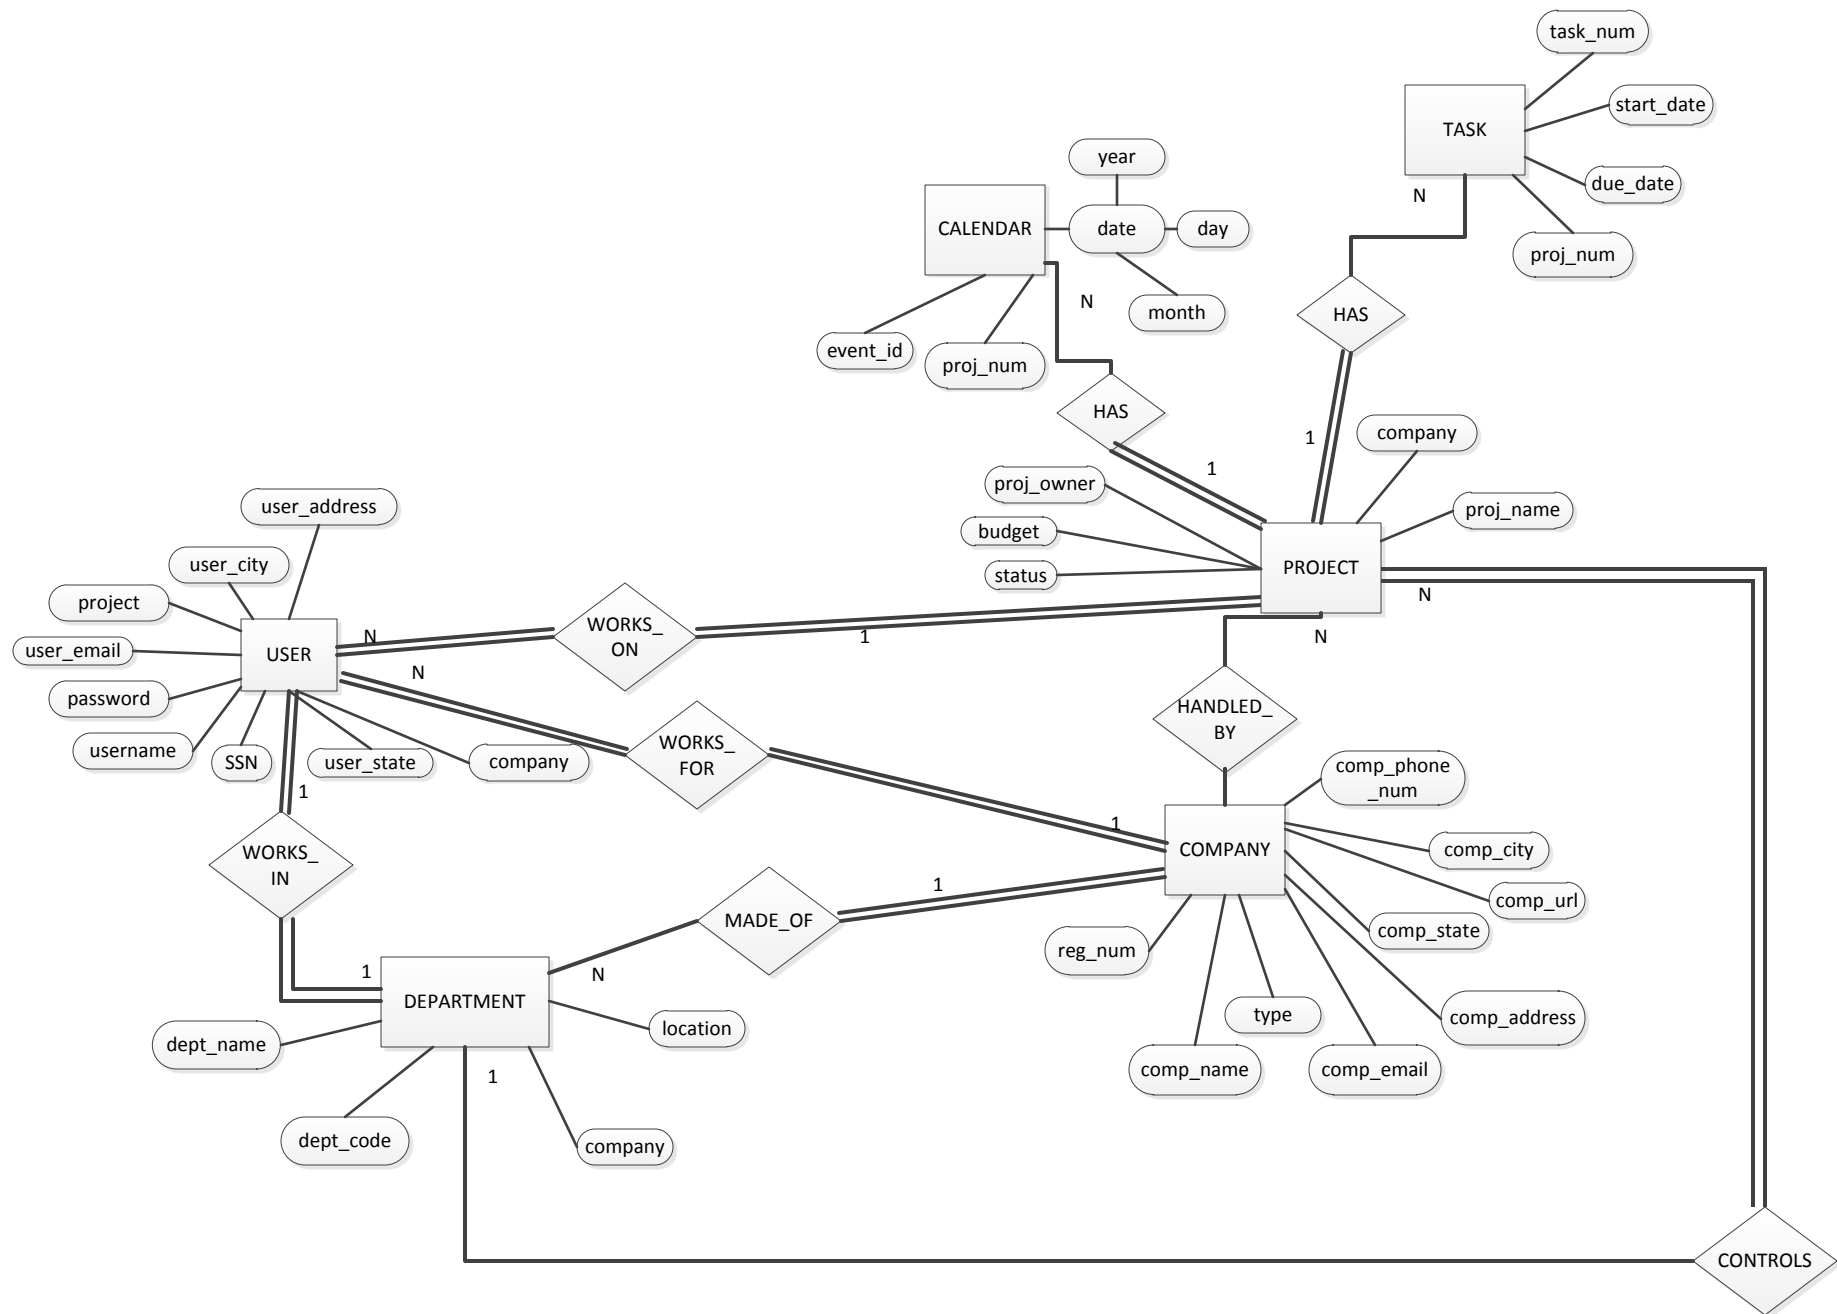 task_num
start_date
TASK
year
due_date
N
CALENDAR
date
day
proj_num
N
month
HAS
event_id
proj_num
HAS
company
1
1
proj_owner
user_address
proj_name
budget
user_city
PROJECT
status
project
N
WORKS_
ON
N
1
N
user_email
USER
N
password
HANDLED_
BY
username
WORKS_
FOR
SSN
user_state
company
comp_phone
_num
1
1
WORKS_
IN
COMPANY
comp_city
1
comp_url
MADE_OF
comp_state
reg_num
1
N
DEPARTMENT
type
comp_address
location
dept_name
comp_name
comp_email
1
dept_code
company
CONTROLS